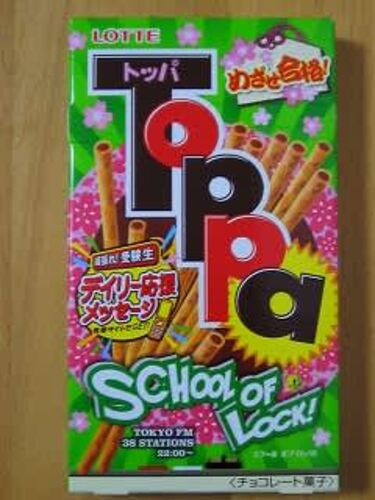 LOTTE
トッパ
Toppa
めざせ合格!
頑張れ!受験生
デイリー応援
メッセージ
SCHOOL OF
LOCK!
TOKYO FM
38 STATIONS
22:00~
<チョコレート菓子>